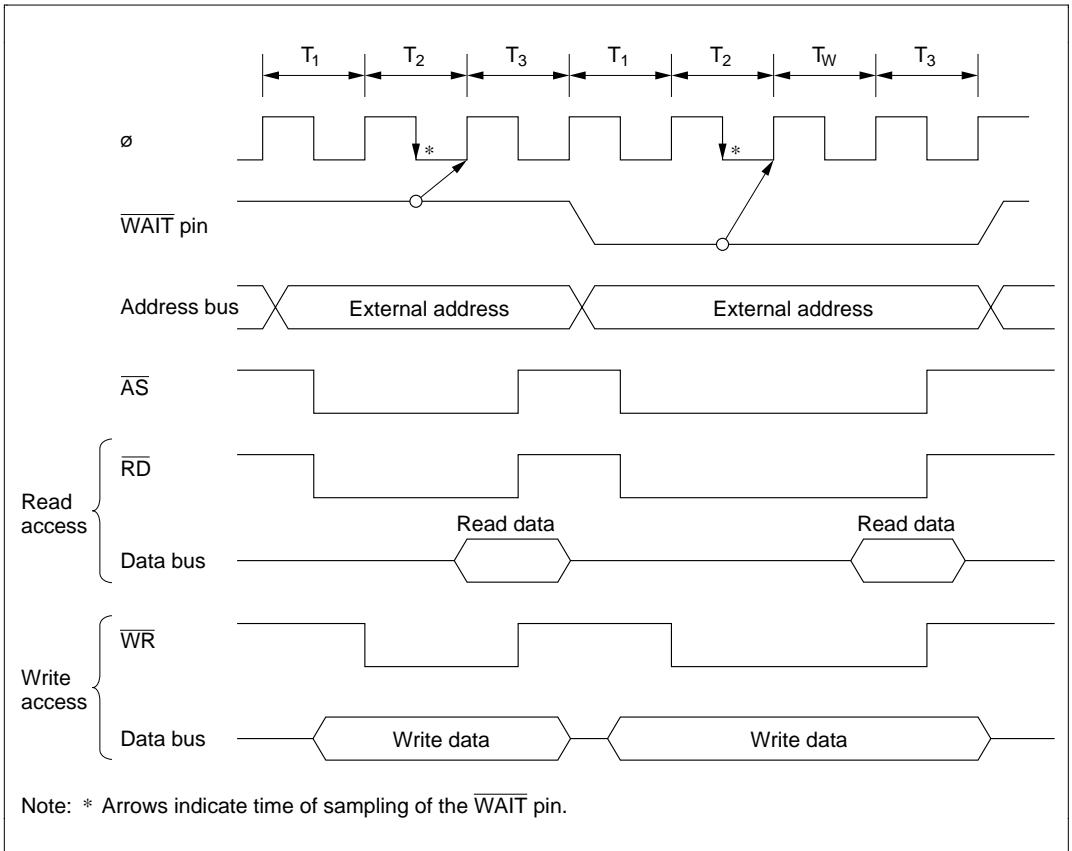 T1 T2 T3 T1 T2 TW T3
ø
* *
WAIT pin
Address bus External address External address
AS
RD
Read access
Read data Read data
Data bus
WR
Write access
Data bus Write data Write data
Note: * Arrows indicate time of sampling of the WAIT pin.